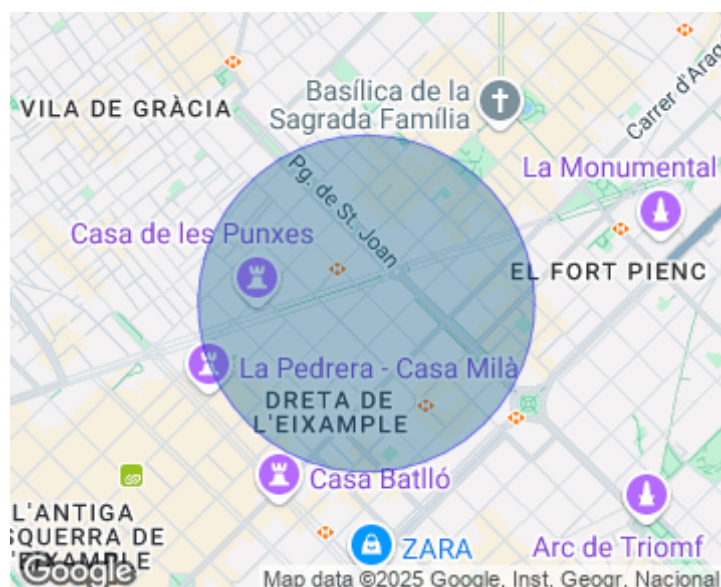 Basílica de la
Sagrada Família
VILA DE GRÀCIA
Carrer d'Arag
La Monumental
Pg. de St. Joan
Casa de les Punxes
EL FORT PIENC
La Pedrera - Casa Milà
DRETA DE
L'EIXAMPLE
Casa Batlló
L'ANTIGA
SQUERRA DE
'EIXAMPLE
ZARA
Arc de Triomf
Google
Map data ©2025 Google, Inst. Geogr. Nacional